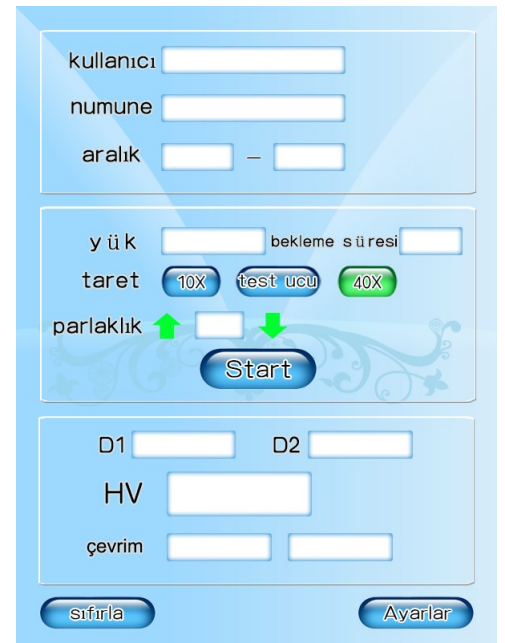 kullanıcı
numune
aralık –
yük bekleme süresi
taret 10X test ucu 40X
parlaklık
Start
D1 D2
HV
çevrim
sıfırla Ayarlar